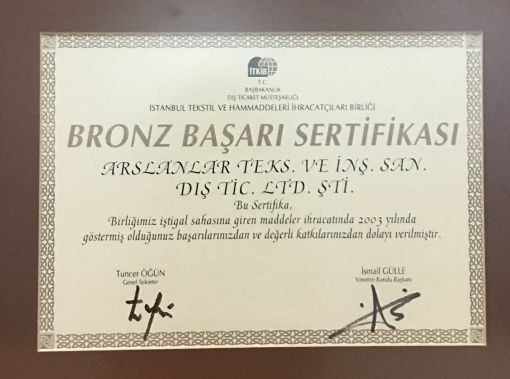 İTKİB
T.C.
BAŞBAKANLIK
DIŞ TİCARET MÜSTEŞARLIĞI
İSTANBUL TEKSTİL VE HAMMADDELERİ İHRACATÇILARI BİRLİĞİ
BRONZ BAŞARI SERTİFİKASI
ARSLANLAR TEKS. VE İNŞ. SAN.
DIŞ TİC. LTD. ŞTİ.
Bu Sertifika,
Birliğimiz iştigal sahasına giren maddeler ihracatında 2003 yılında
göstermiş olduğunuz başarılarınızdan ve değerli katkılarınızdan dolayı verilmiştir.
Tuncer ÖĞÜN
Genel Sekreter
İsmail GÜLLE
Yönetim Kurulu Başkanı